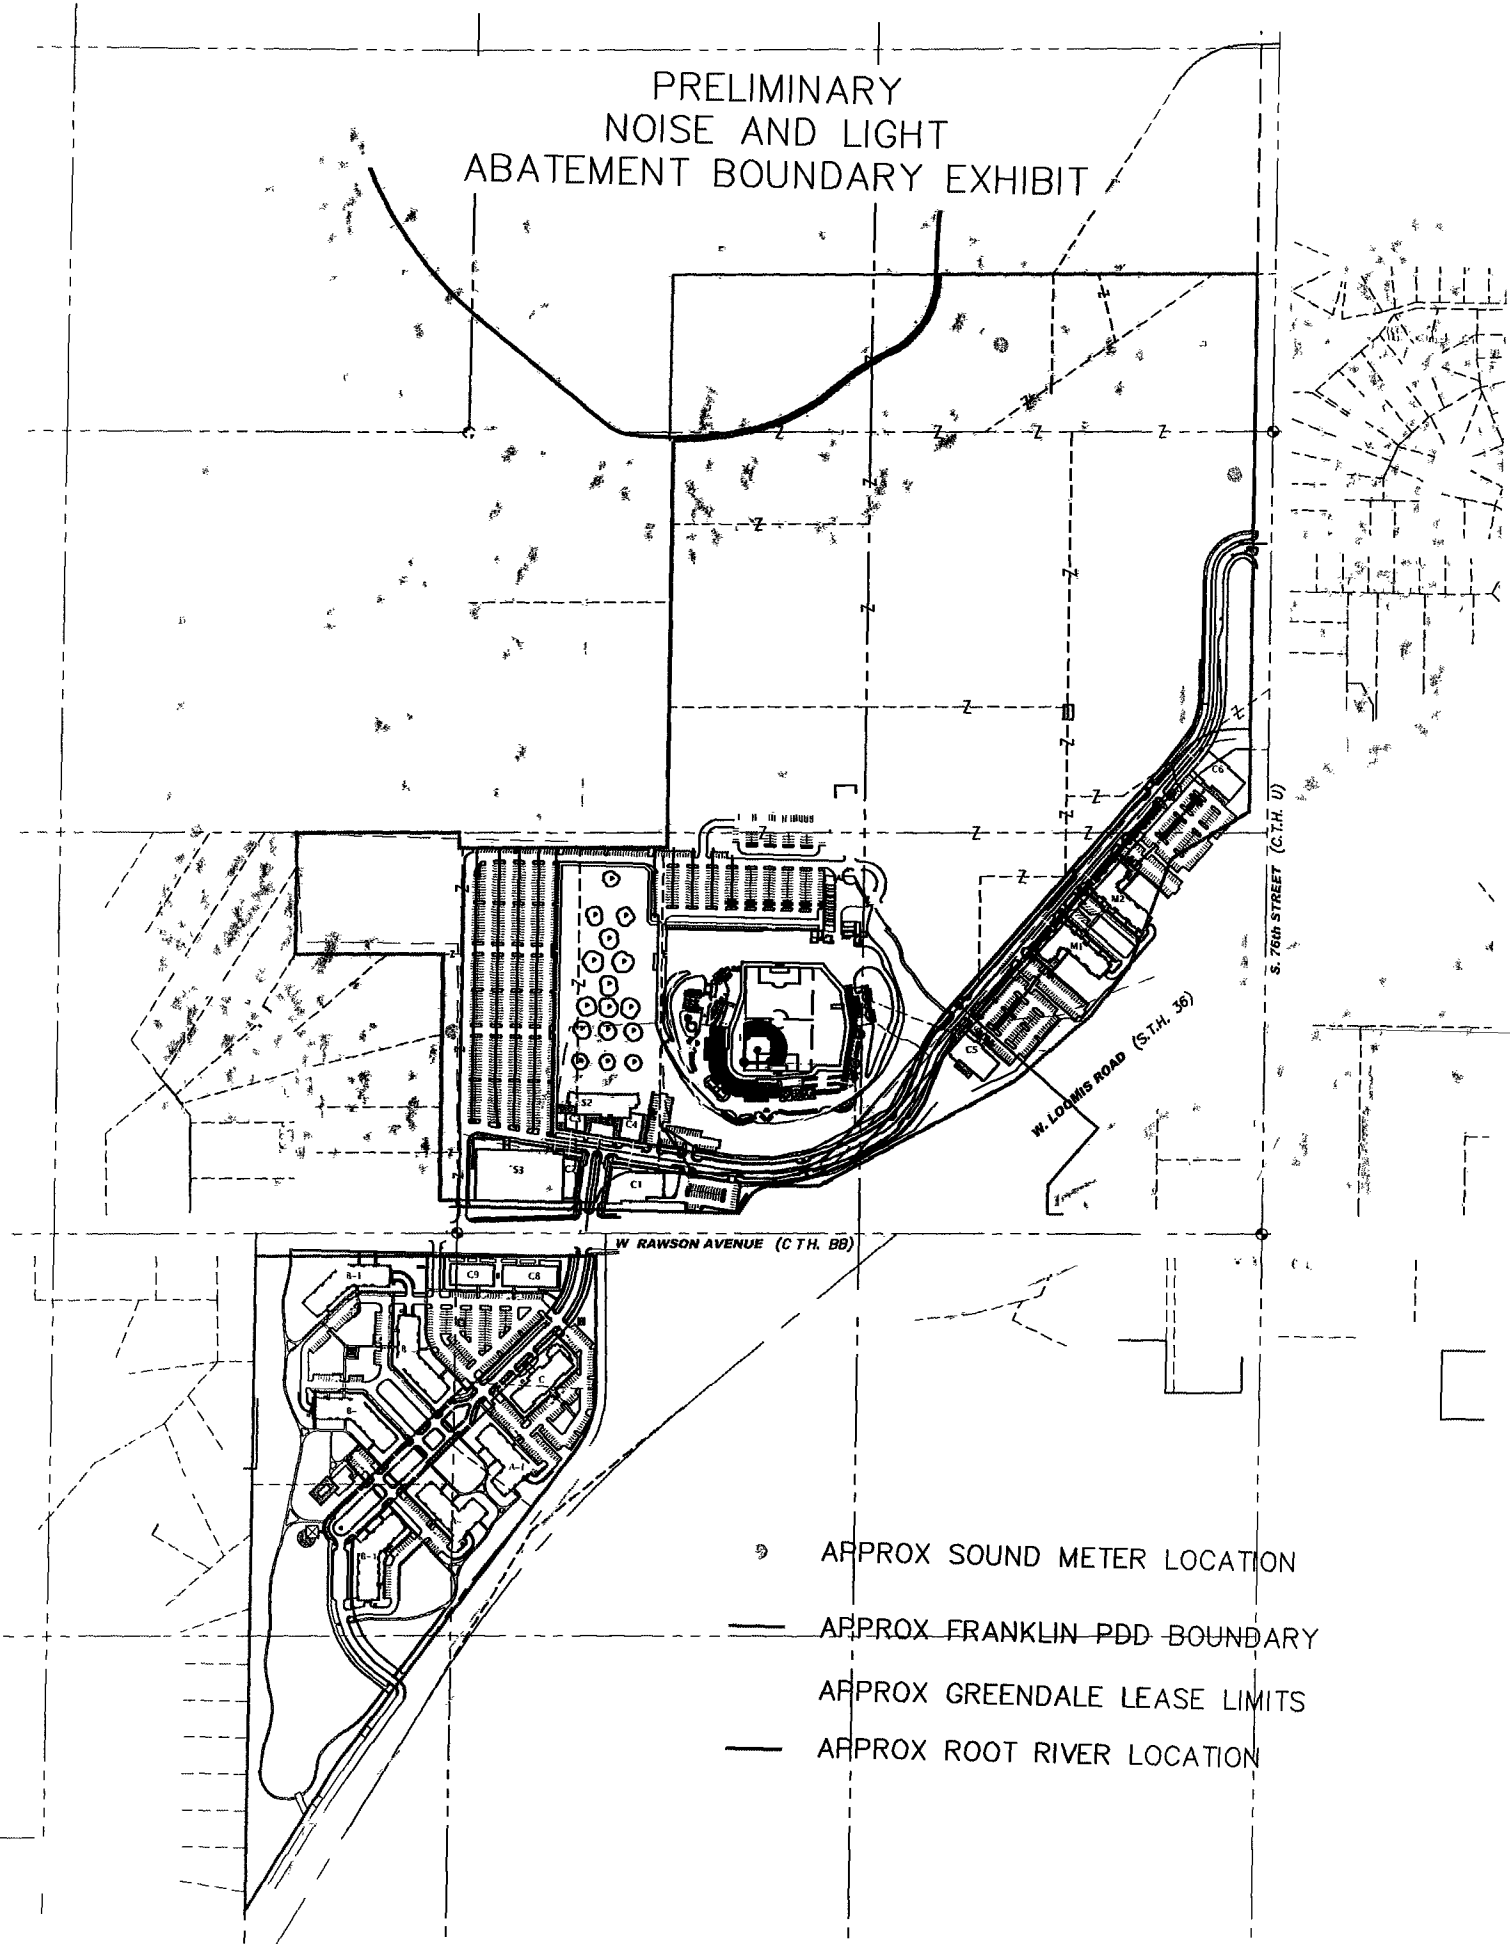 PRELIMINARY
NOISE AND LIGHT
ABATEMENT BOUNDARY EXHIBIT
Z
Z
Z Z Z Z
Z
Z
Z
Z
Z
Z
Z
Z
C6
Z
Z
Z Z Z
Z
Z
M2
M1
S. 76th STREET (C.T.H. U)
C5
W. LOOMIS ROAD (S.T.H. 36)
S2
C4
S3
C2
C1
W RAWSON AVENUE (C TH. BB)
B-1
C9
C8
C
B-
A-1
B-1
APPROX SOUND METER LOCATION
APPROX FRANKLIN PDD BOUNDARY
APPROX GREENDALE LEASE LIMITS
APPROX ROOT RIVER LOCATION